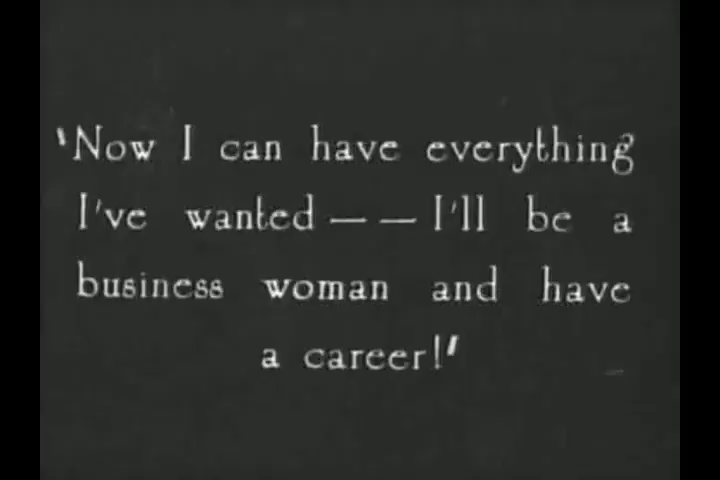 'Now I can have everything
I've wanted — — I'll be a
business woman and have
a career!'